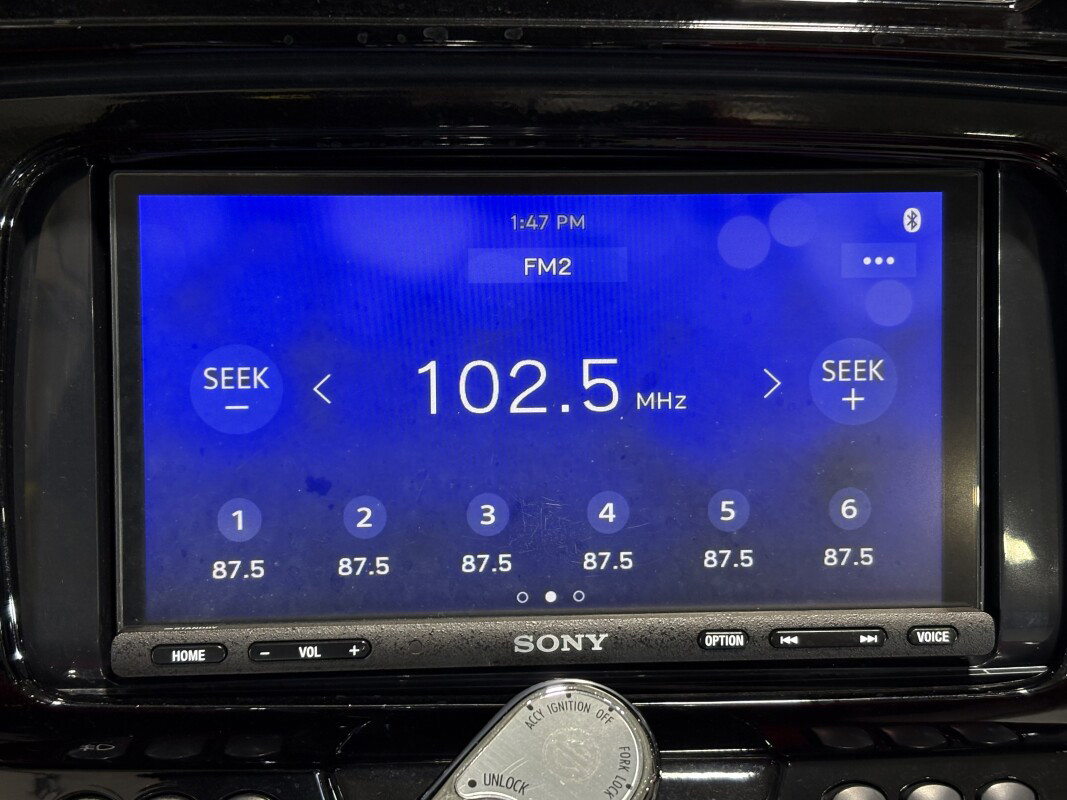 1:47 PM
FM2
•••
SEEK
−
< 102.5 MHz >
SEEK
+
1 2 3 4 5 6
87.5 87.5 87.5 87.5 87.5 87.5
HOME − VOL + SONY OPTION VOICE
ACCY IGNITION OFF
FORK LOCK
UNLOCK